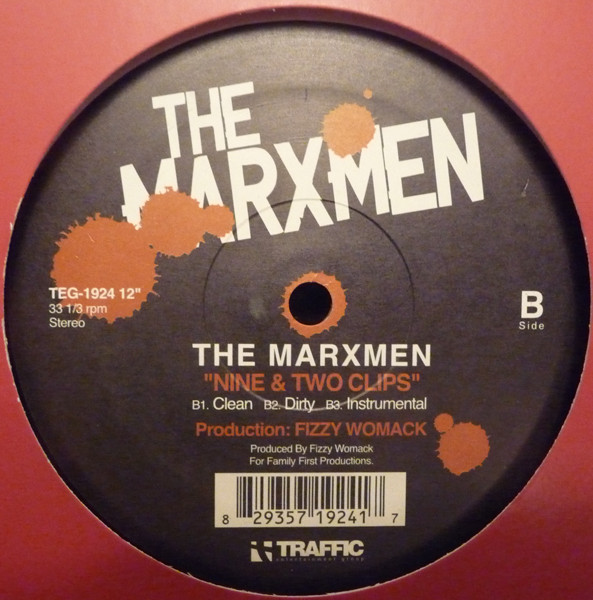 THE
MARXMEN
TEG-1924 12"
33 1/3 rpm
Stereo
B
Side
THE MARXMEN
"NINE & TWO CLIPS"
B1. Clean B2. Dirty B3. Instrumental
Production: FIZZY WOMACK
Produced By Fizzy Womack
For Family First Productions.
8 29357 19241 7
TRAFFIC
entertainment group